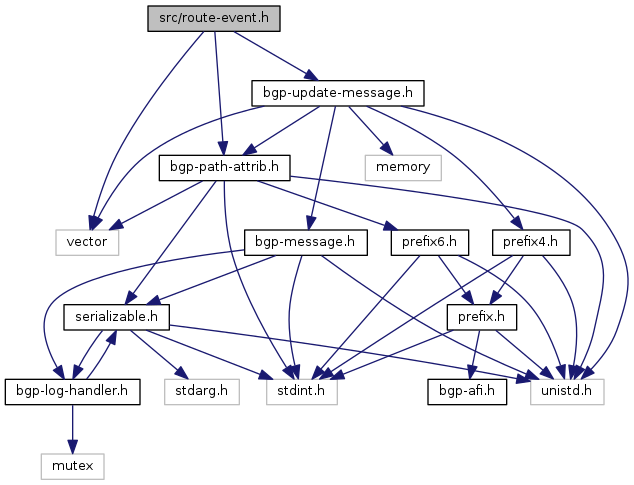 src/route-event.h
bgp-update-message.h
bgp-path-attrib.h
memory
vector
bgp-message.h
prefix6.h
prefix4.h
serializable.h
prefix.h
bgp-log-handler.h
stdarg.h
stdint.h
bgp-afi.h
unistd.h
mutex